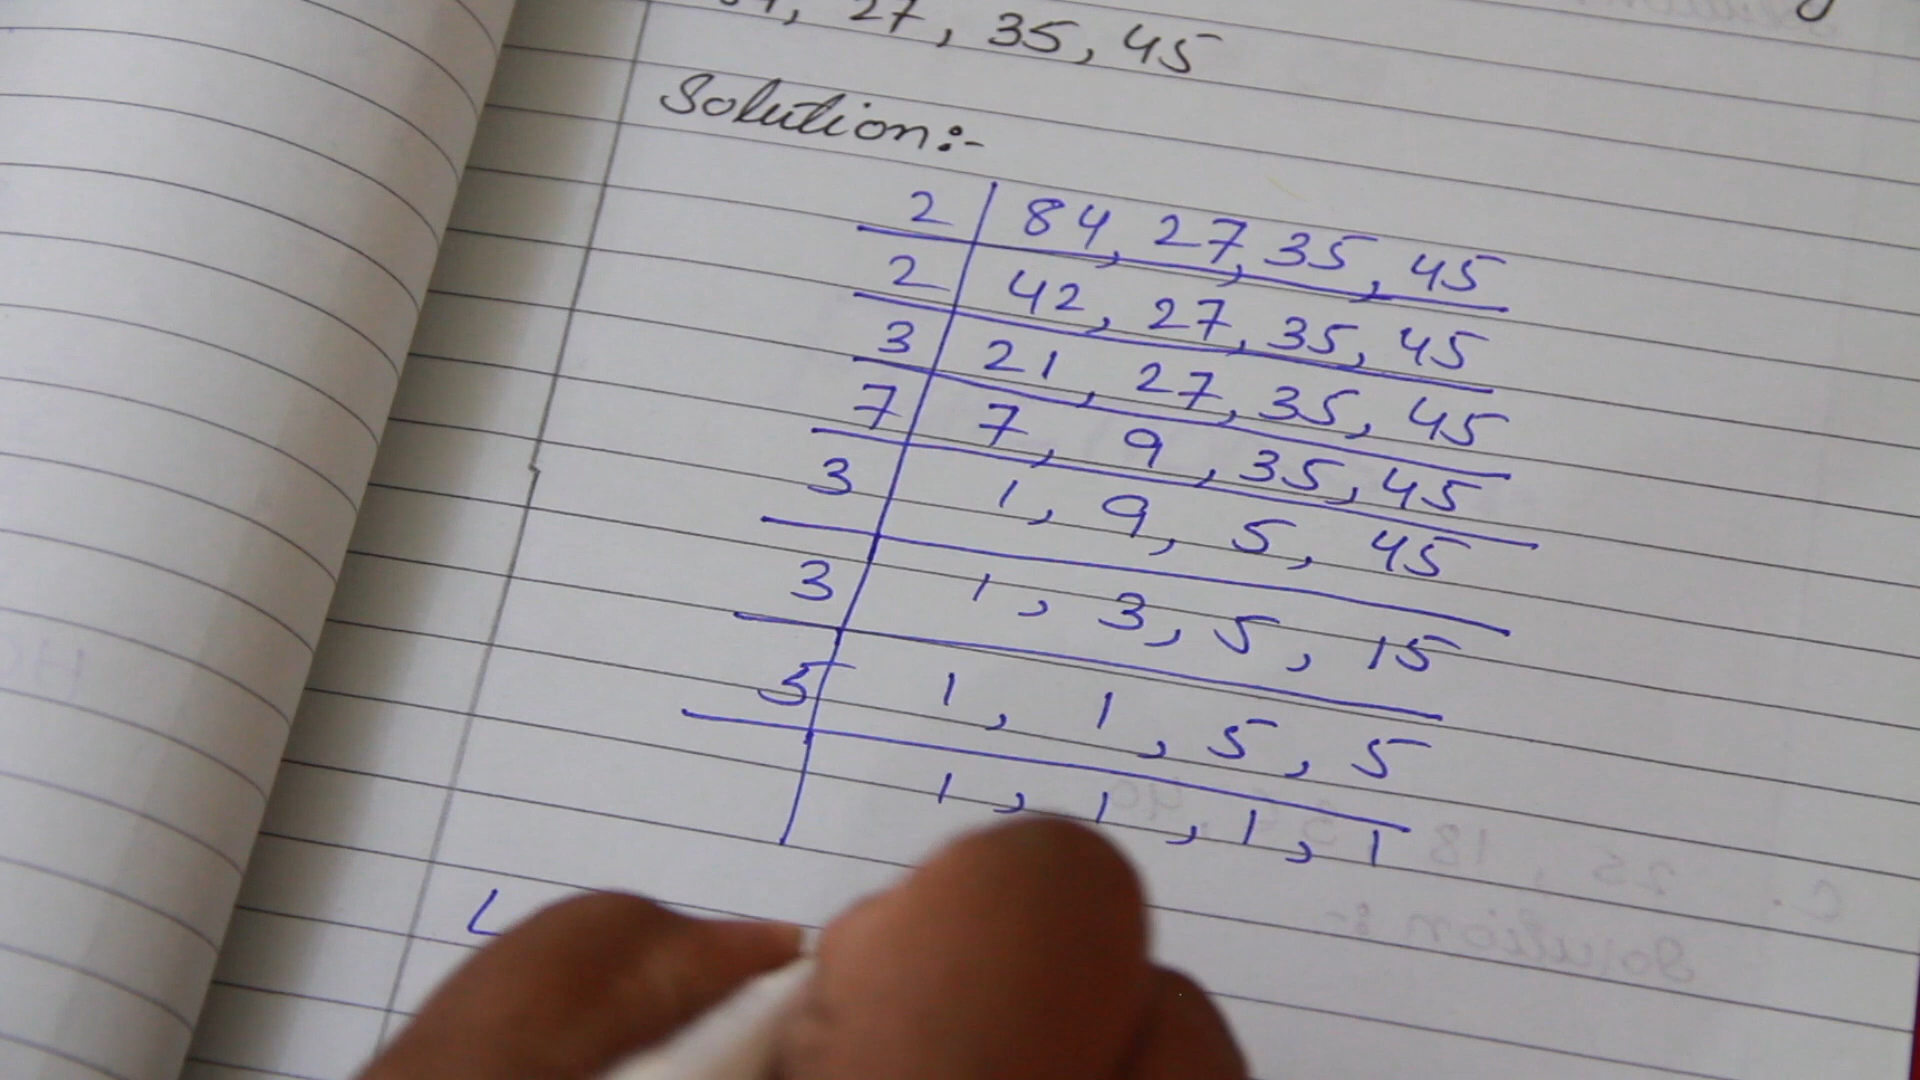 27, 35, 45
Solution:-
2 | 84, 27, 35, 45
2 | 42, 27, 35, 45
3 | 21, 27, 35, 45
7 | 7, 9, 35, 45
3 | 1, 9, 5, 45
3 | 1, 3, 5, 15
5 | 1, 1, 5, 5
1, 1, 1, 1
L